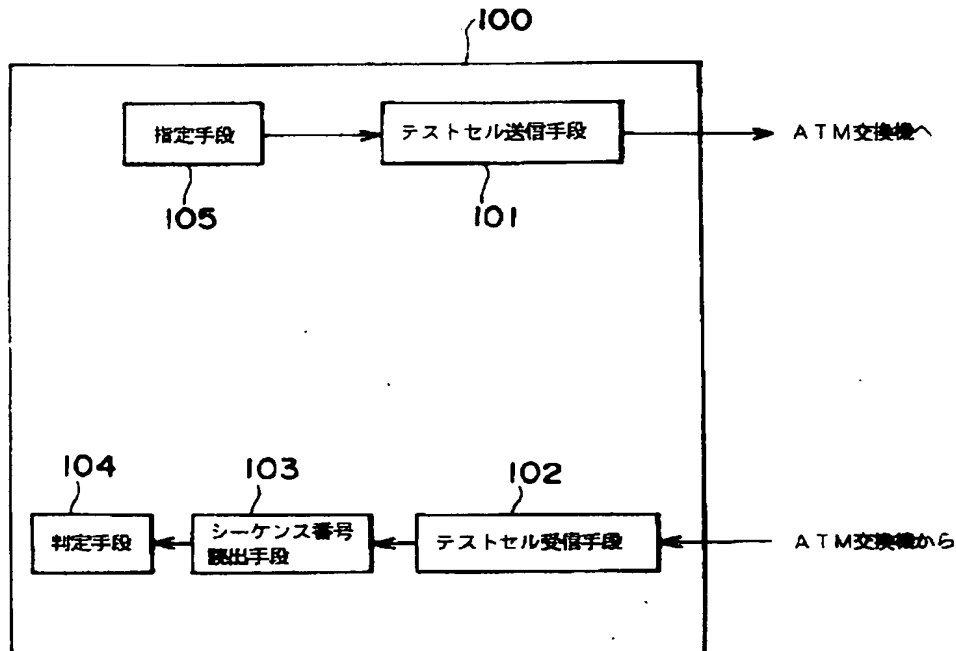 100
指定手段
テストセル送信手段
ATM交換機へ
105
101
104
103
102
判定手段
シーケンス番号
読出手段
テストセル受信手段
ATM交換機から